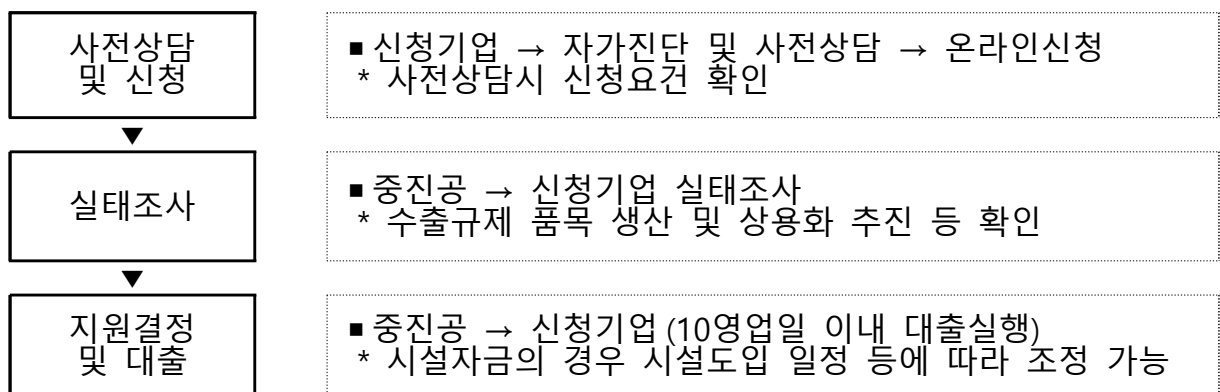 사전상담
및 신청
■ 신청기업 → 자가진단 및 사전상담 → 온라인신청
* 사전상담시 신청요건 확인
▼
실태조사
■ 중진공 → 신청기업 실태조사
* 수출규제 품목 생산 및 상용화 추진 등 확인
▼
지원결정
및 대출
■ 중진공 → 신청기업 (10영업일 이내 대출실행)
* 시설자금의 경우 시설도입 일정 등에 따라 조정 가능